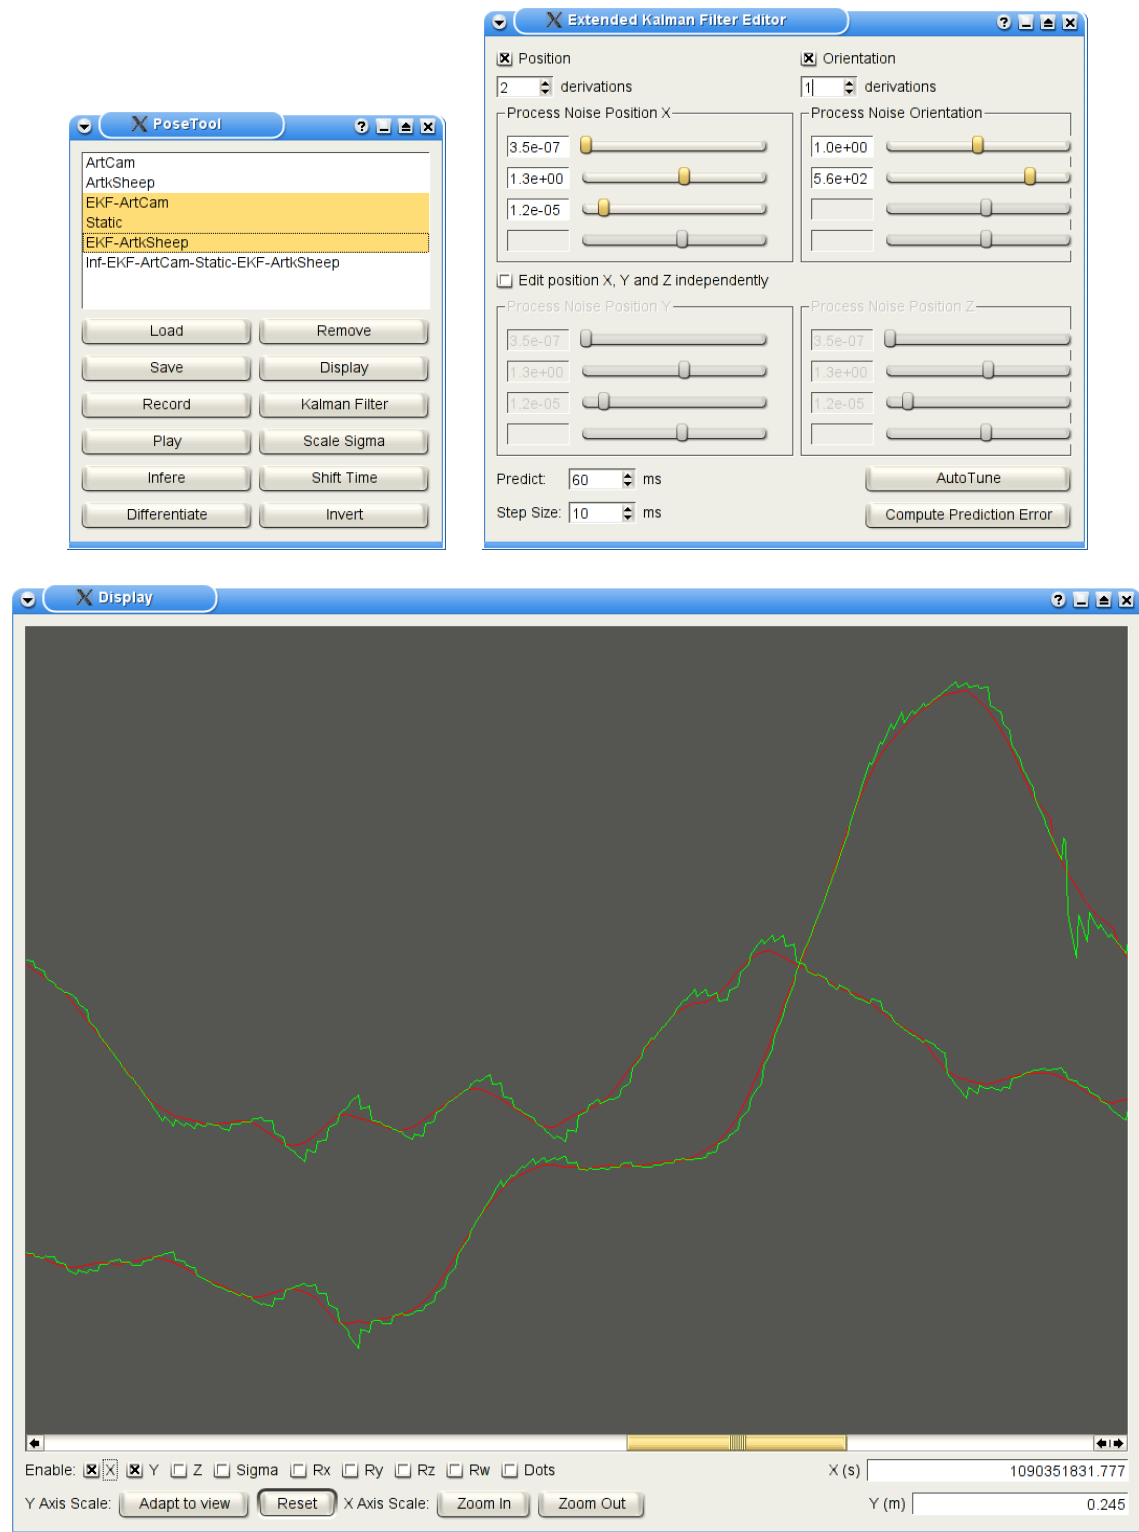 PoseTool
ArtCam
ArtkSheep
EKF-ArtCam
Static
EKF-ArtkSheep
Inf-EKF-ArtCam-Static-EKF-ArtkSheep
Load Remove
Save Display
Record Kalman Filter
Play Scale Sigma
Infere Shift Time
Differentiate Invert
Extended Kalman Filter Editor
Position Orientation
2 derivations 1 derivations
Process Noise Position X Process Noise Orientation
3.5e-07 1.0e+00
1.3e+00 5.6e+02
1.2e-05
Edit position X, Y and Z independently
Process Noise Position Y Process Noise Position Z
3.5e-07 3.5e-07
1.3e+00 1.3e+00
1.2e-05 1.2e-05
Predict: 60 ms AutoTune
Step Size: 10 ms Compute Prediction Error
Display
Enable: X Y Z Sigma Rx Ry Rz Rw Dots X (s) 1090351831.777
Y Axis Scale: Adapt to view Reset X Axis Scale: Zoom In Zoom Out Y (m) 0.245